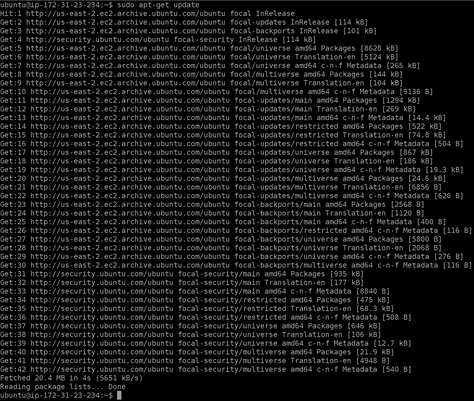 ubuntu@ip-172-31-23-234:~$ sudo apt-get update
Hit:1 http://us-east-2.ec2.archive.ubuntu.com/ubuntu focal InRelease
Get:2 http://us-east-2.ec2.archive.ubuntu.com/ubuntu focal-updates InRelease [114 kB]
Get:3 http://us-east-2.ec2.archive.ubuntu.com/ubuntu focal-backports InRelease [101 kB]
Get:4 http://security.ubuntu.com/ubuntu focal-security InRelease [114 kB]
Get:5 http://us-east-2.ec2.archive.ubuntu.com/ubuntu focal/universe amd64 Packages [8628 kB]
Get:6 http://us-east-2.ec2.archive.ubuntu.com/ubuntu focal/universe Translation-en [5124 kB]
Get:7 http://us-east-2.ec2.archive.ubuntu.com/ubuntu focal/universe amd64 c-n-f Metadata [265 kB]
Get:8 http://us-east-2.ec2.archive.ubuntu.com/ubuntu focal/multiverse amd64 Packages [144 kB]
Get:9 http://us-east-2.ec2.archive.ubuntu.com/ubuntu focal/multiverse Translation-en [104 kB]
Get:10 http://us-east-2.ec2.archive.ubuntu.com/ubuntu focal/multiverse amd64 c-n-f Metadata [9136 B]
Get:11 http://us-east-2.ec2.archive.ubuntu.com/ubuntu focal-updates/main amd64 Packages [1294 kB]
Get:12 http://us-east-2.ec2.archive.ubuntu.com/ubuntu focal-updates/main Translation-en [269 kB]
Get:13 http://us-east-2.ec2.archive.ubuntu.com/ubuntu focal-updates/main amd64 c-n-f Metadata [14.4 kB]
Get:14 http://us-east-2.ec2.archive.ubuntu.com/ubuntu focal-updates/restricted amd64 Packages [522 kB]
Get:15 http://us-east-2.ec2.archive.ubuntu.com/ubuntu focal-updates/restricted Translation-en [74.8 kB]
Get:16 http://us-east-2.ec2.archive.ubuntu.com/ubuntu focal-updates/restricted amd64 c-n-f Metadata [504 B]
Get:17 http://us-east-2.ec2.archive.ubuntu.com/ubuntu focal-updates/universe amd64 Packages [867 kB]
Get:18 http://us-east-2.ec2.archive.ubuntu.com/ubuntu focal-updates/universe Translation-en [186 kB]
Get:19 http://us-east-2.ec2.archive.ubuntu.com/ubuntu focal-updates/universe amd64 c-n-f Metadata [19.3 kB]
Get:20 http://us-east-2.ec2.archive.ubuntu.com/ubuntu focal-updates/multiverse amd64 Packages [24.6 kB]
Get:21 http://us-east-2.ec2.archive.ubuntu.com/ubuntu focal-updates/multiverse Translation-en [6856 B]
Get:22 http://us-east-2.ec2.archive.ubuntu.com/ubuntu focal-updates/multiverse amd64 c-n-f Metadata [620 B]
Get:23 http://us-east-2.ec2.archive.ubuntu.com/ubuntu focal-backports/main amd64 Packages [2568 B]
Get:24 http://us-east-2.ec2.archive.ubuntu.com/ubuntu focal-backports/main Translation-en [1120 B]
Get:25 http://us-east-2.ec2.archive.ubuntu.com/ubuntu focal-backports/main amd64 c-n-f Metadata [400 B]
Get:26 http://us-east-2.ec2.archive.ubuntu.com/ubuntu focal-backports/restricted amd64 c-n-f Metadata [116 B]
Get:27 http://us-east-2.ec2.archive.ubuntu.com/ubuntu focal-backports/universe amd64 Packages [5800 B]
Get:28 http://us-east-2.ec2.archive.ubuntu.com/ubuntu focal-backports/universe Translation-en [2068 B]
Get:29 http://us-east-2.ec2.archive.ubuntu.com/ubuntu focal-backports/universe amd64 c-n-f Metadata [276 B]
Get:30 http://us-east-2.ec2.archive.ubuntu.com/ubuntu focal-backports/multiverse amd64 c-n-f Metadata [116 B]
Get:31 http://security.ubuntu.com/ubuntu focal-security/main amd64 Packages [935 kB]
Get:32 http://security.ubuntu.com/ubuntu focal-security/main Translation-en [177 kB]
Get:33 http://security.ubuntu.com/ubuntu focal-security/main amd64 c-n-f Metadata [8840 B]
Get:34 http://security.ubuntu.com/ubuntu focal-security/restricted amd64 Packages [475 kB]
Get:35 http://security.ubuntu.com/ubuntu focal-security/restricted Translation-en [68.3 kB]
Get:36 http://security.ubuntu.com/ubuntu focal-security/restricted amd64 c-n-f Metadata [508 B]
Get:37 http://security.ubuntu.com/ubuntu focal-security/universe amd64 Packages [646 kB]
Get:38 http://security.ubuntu.com/ubuntu focal-security/universe Translation-en [106 kB]
Get:39 http://security.ubuntu.com/ubuntu focal-security/universe amd64 c-n-f Metadata [12.7 kB]
Get:40 http://security.ubuntu.com/ubuntu focal-security/multiverse amd64 Packages [21.9 kB]
Get:41 http://security.ubuntu.com/ubuntu focal-security/multiverse Translation-en [4948 B]
Get:42 http://security.ubuntu.com/ubuntu focal-security/multiverse amd64 c-n-f Metadata [540 B]
Fetched 20.4 MB in 4s (5651 kB/s)
Reading package lists... Done
ubuntu@ip-172-31-23-234:~$